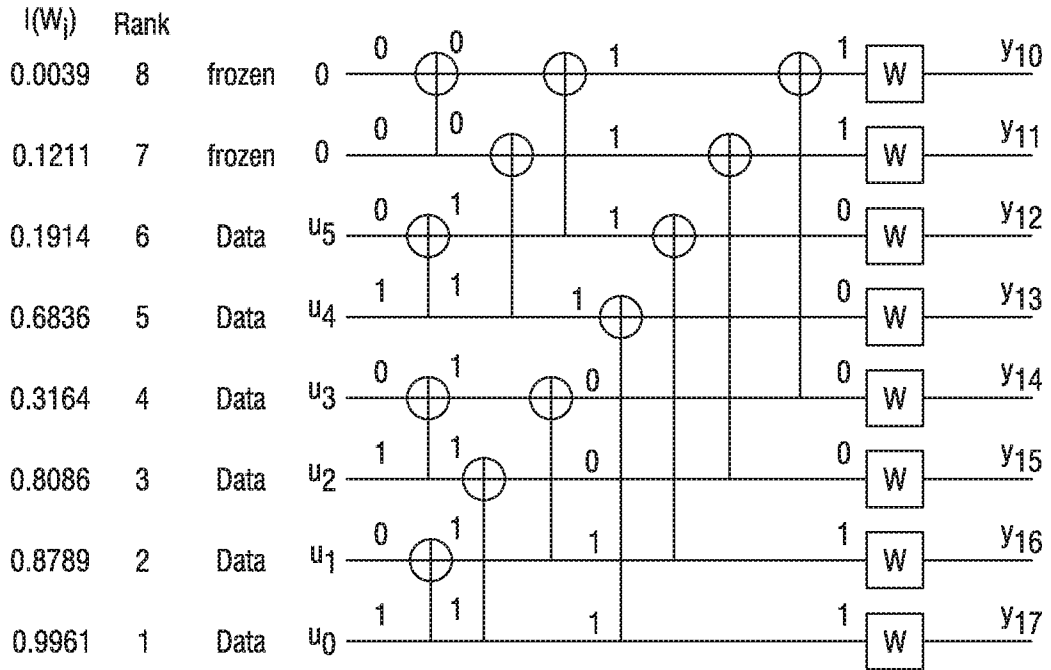 I(Wj) Rank
0.0039 8 frozen 0 0 0 1 1 W y10
0.1211 7 frozen 0 0 0 1 1 W y11
0.1914 6 Data u5 0 1 1 0 W y12
0.6836 5 Data u4 1 1 1 0 W y13
0.3164 4 Data u3 0 1 0 0 W y14
0.8086 3 Data u2 1 1 0 0 W y15
0.8789 2 Data u1 0 1 1 1 W y16
0.9961 1 Data u0 1 1 1 1 W y17